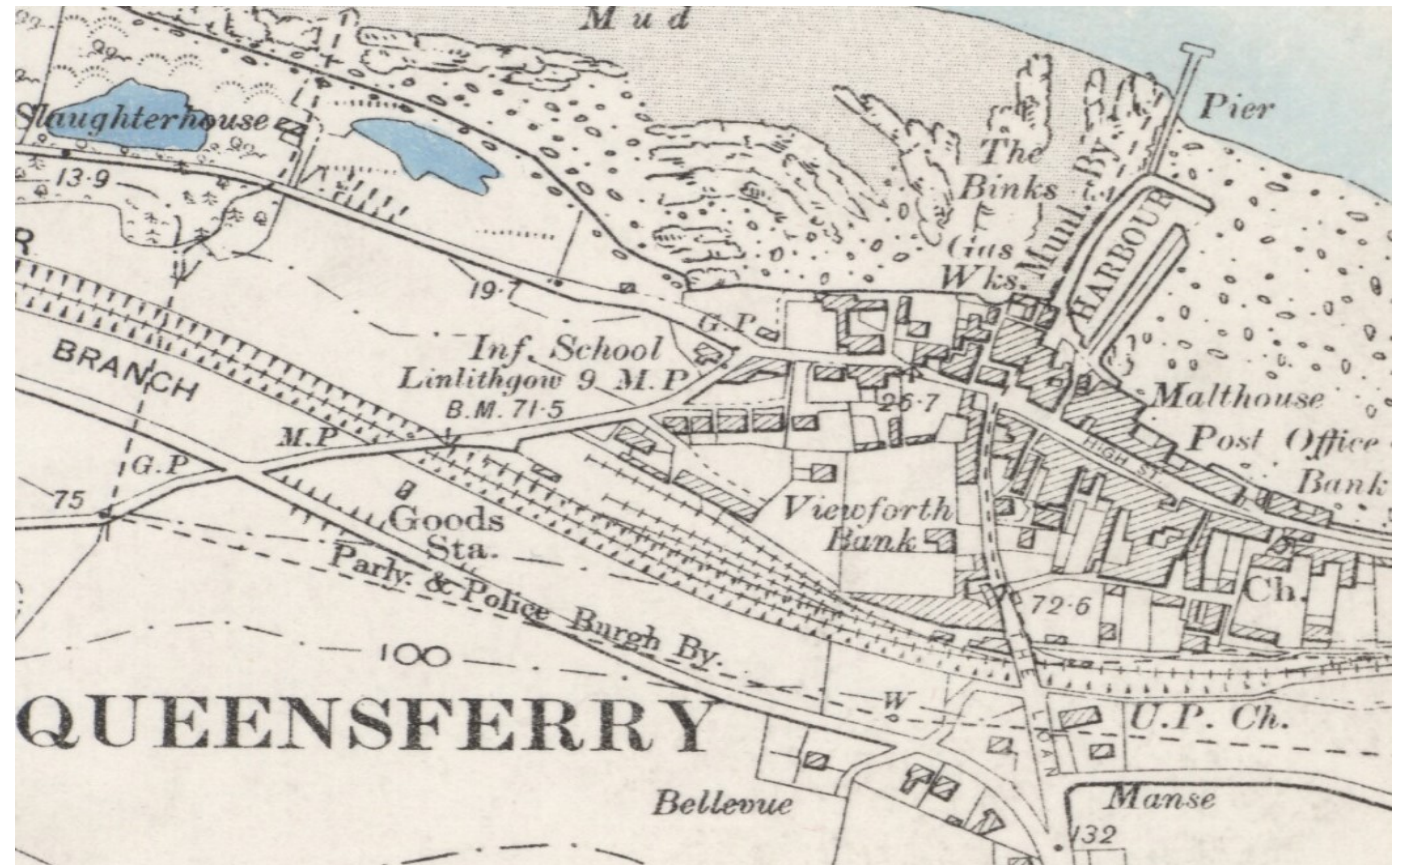 Mud
Pier
Slaughterhouse
The
Binks
Munl. By.
13·9
HARBOUR
Gas
Wks.
R.
19·7
G.P
Inf. School
Linlithgow 9 M.P
B.M. 71·5
26·7
BRANCH
Malthouse
M.P
HIGH ST
Post Office
G.P
Bank
75
Viewforth
Bank
Goods
Sta.
Parly. & Police Burgh By.
72·6
Ch.
100
QUEENSFERRY
W
U.P. Ch.
Bellevue
Manse
132